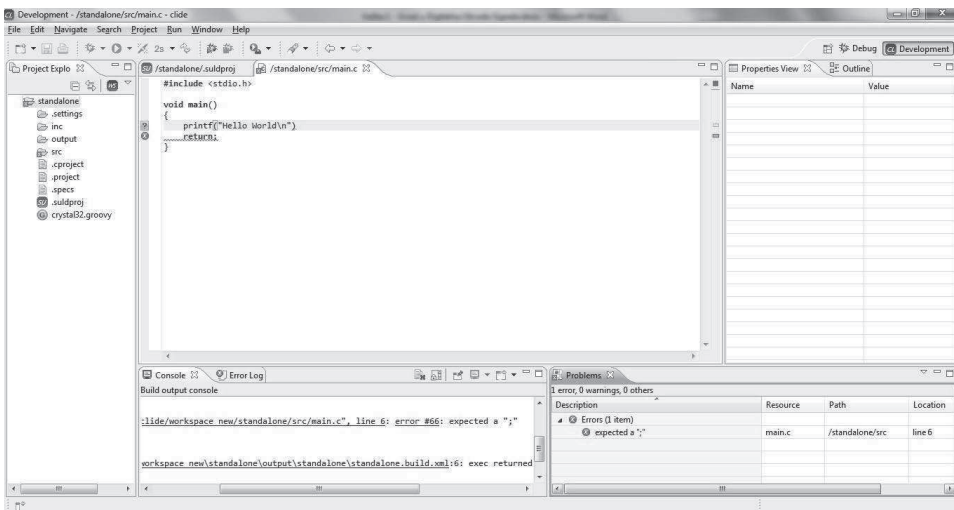 Development - /standalone/src/main.c - clide
File Edit Navigate Search Project Run Window Help
2s
Debug Development
Project Explo
standalone
.settings
inc
output
src
.cproject
.project
.specs
.suldproj
crystal32.groovy
/standalone/.suldproj /standalone/src/main.c
#include <stdio.h>
void main()
{
printf("Hello World\n")
return;
}
Properties View Outline
Name Value
Console Error Log
Build output console
:lide/workspace new/standalone/src/main.c", line 6: error #66: expected a ";"
workspace new\standalone\output\standalone\standalone.build.xml:6: exec returned
Problems
1 error, 0 warnings, 0 others
Description Resource Path Location
Errors (1 item)
expected a ";" main.c /standalone/src line 6